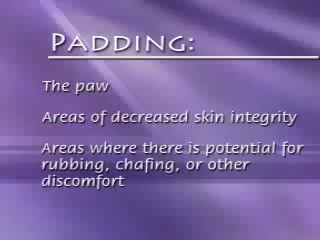 Padding:
The paw
Areas of decreased skin integrity
Areas where there is potential for
rubbing, chafing, or other
discomfort